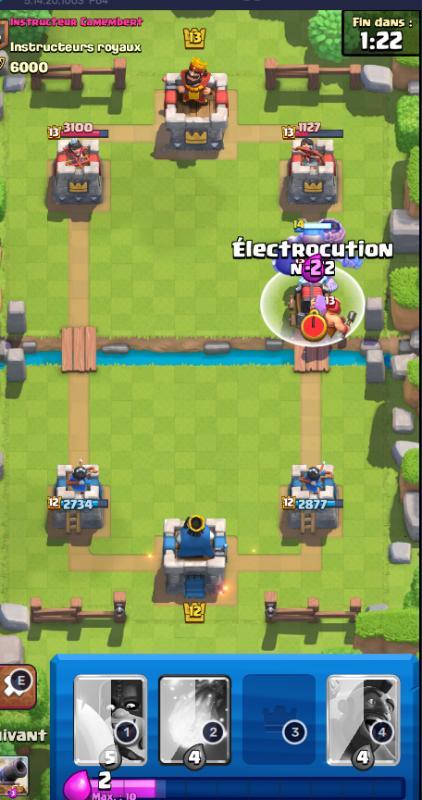 Instructeur Camembert
Instructeurs royaux
6000
Fin dans :
1:22
13
13 3100
13 1127
14
Électrocution
-2
13
12 2734
12 2877
12
E
uivant
1
2
3
4
5
4
4
2
Max. : 10